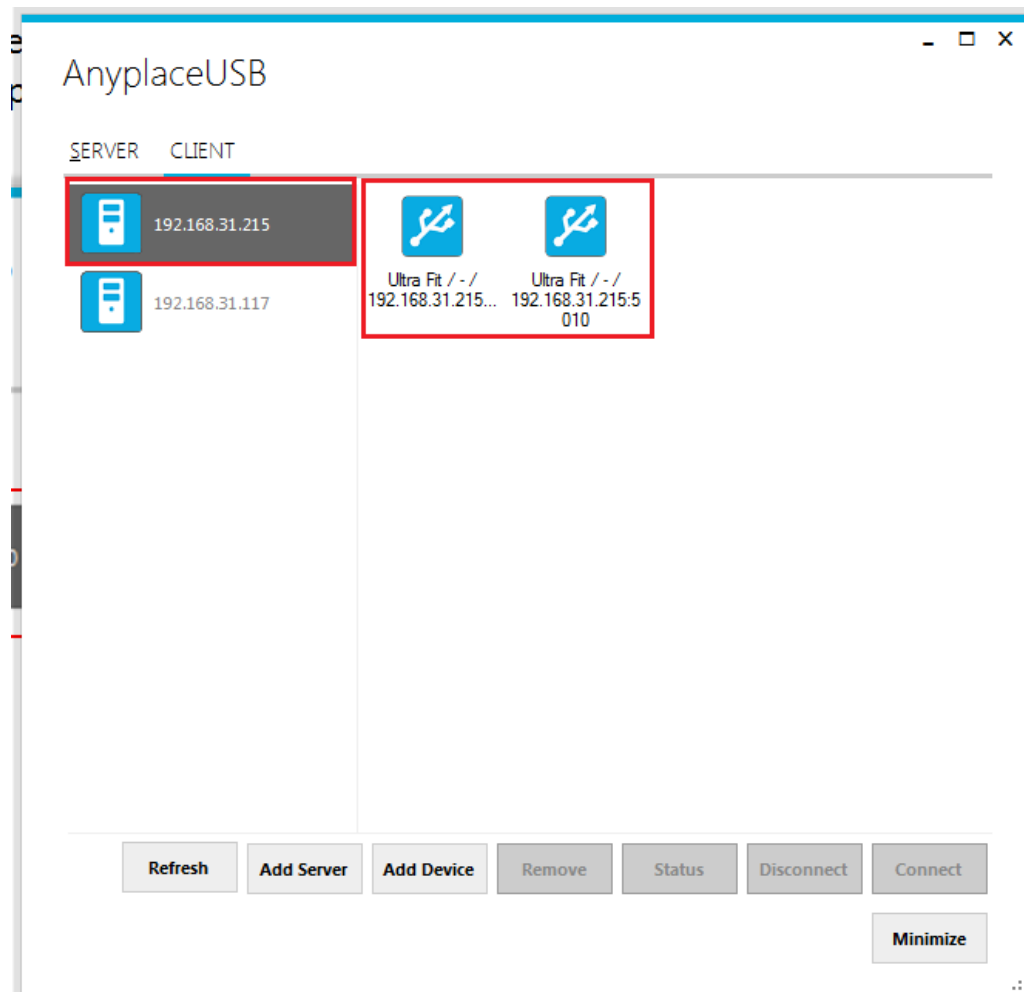 AnyplaceUSB
SERVER CLIENT
192.168.31.215
192.168.31.117
Ultra Fit / - /
192.168.31.215...
Ultra Fit / - /
192.168.31.215:5
010
Refresh
Add Server
Add Device
Remove
Status
Disconnect
Connect
Minimize